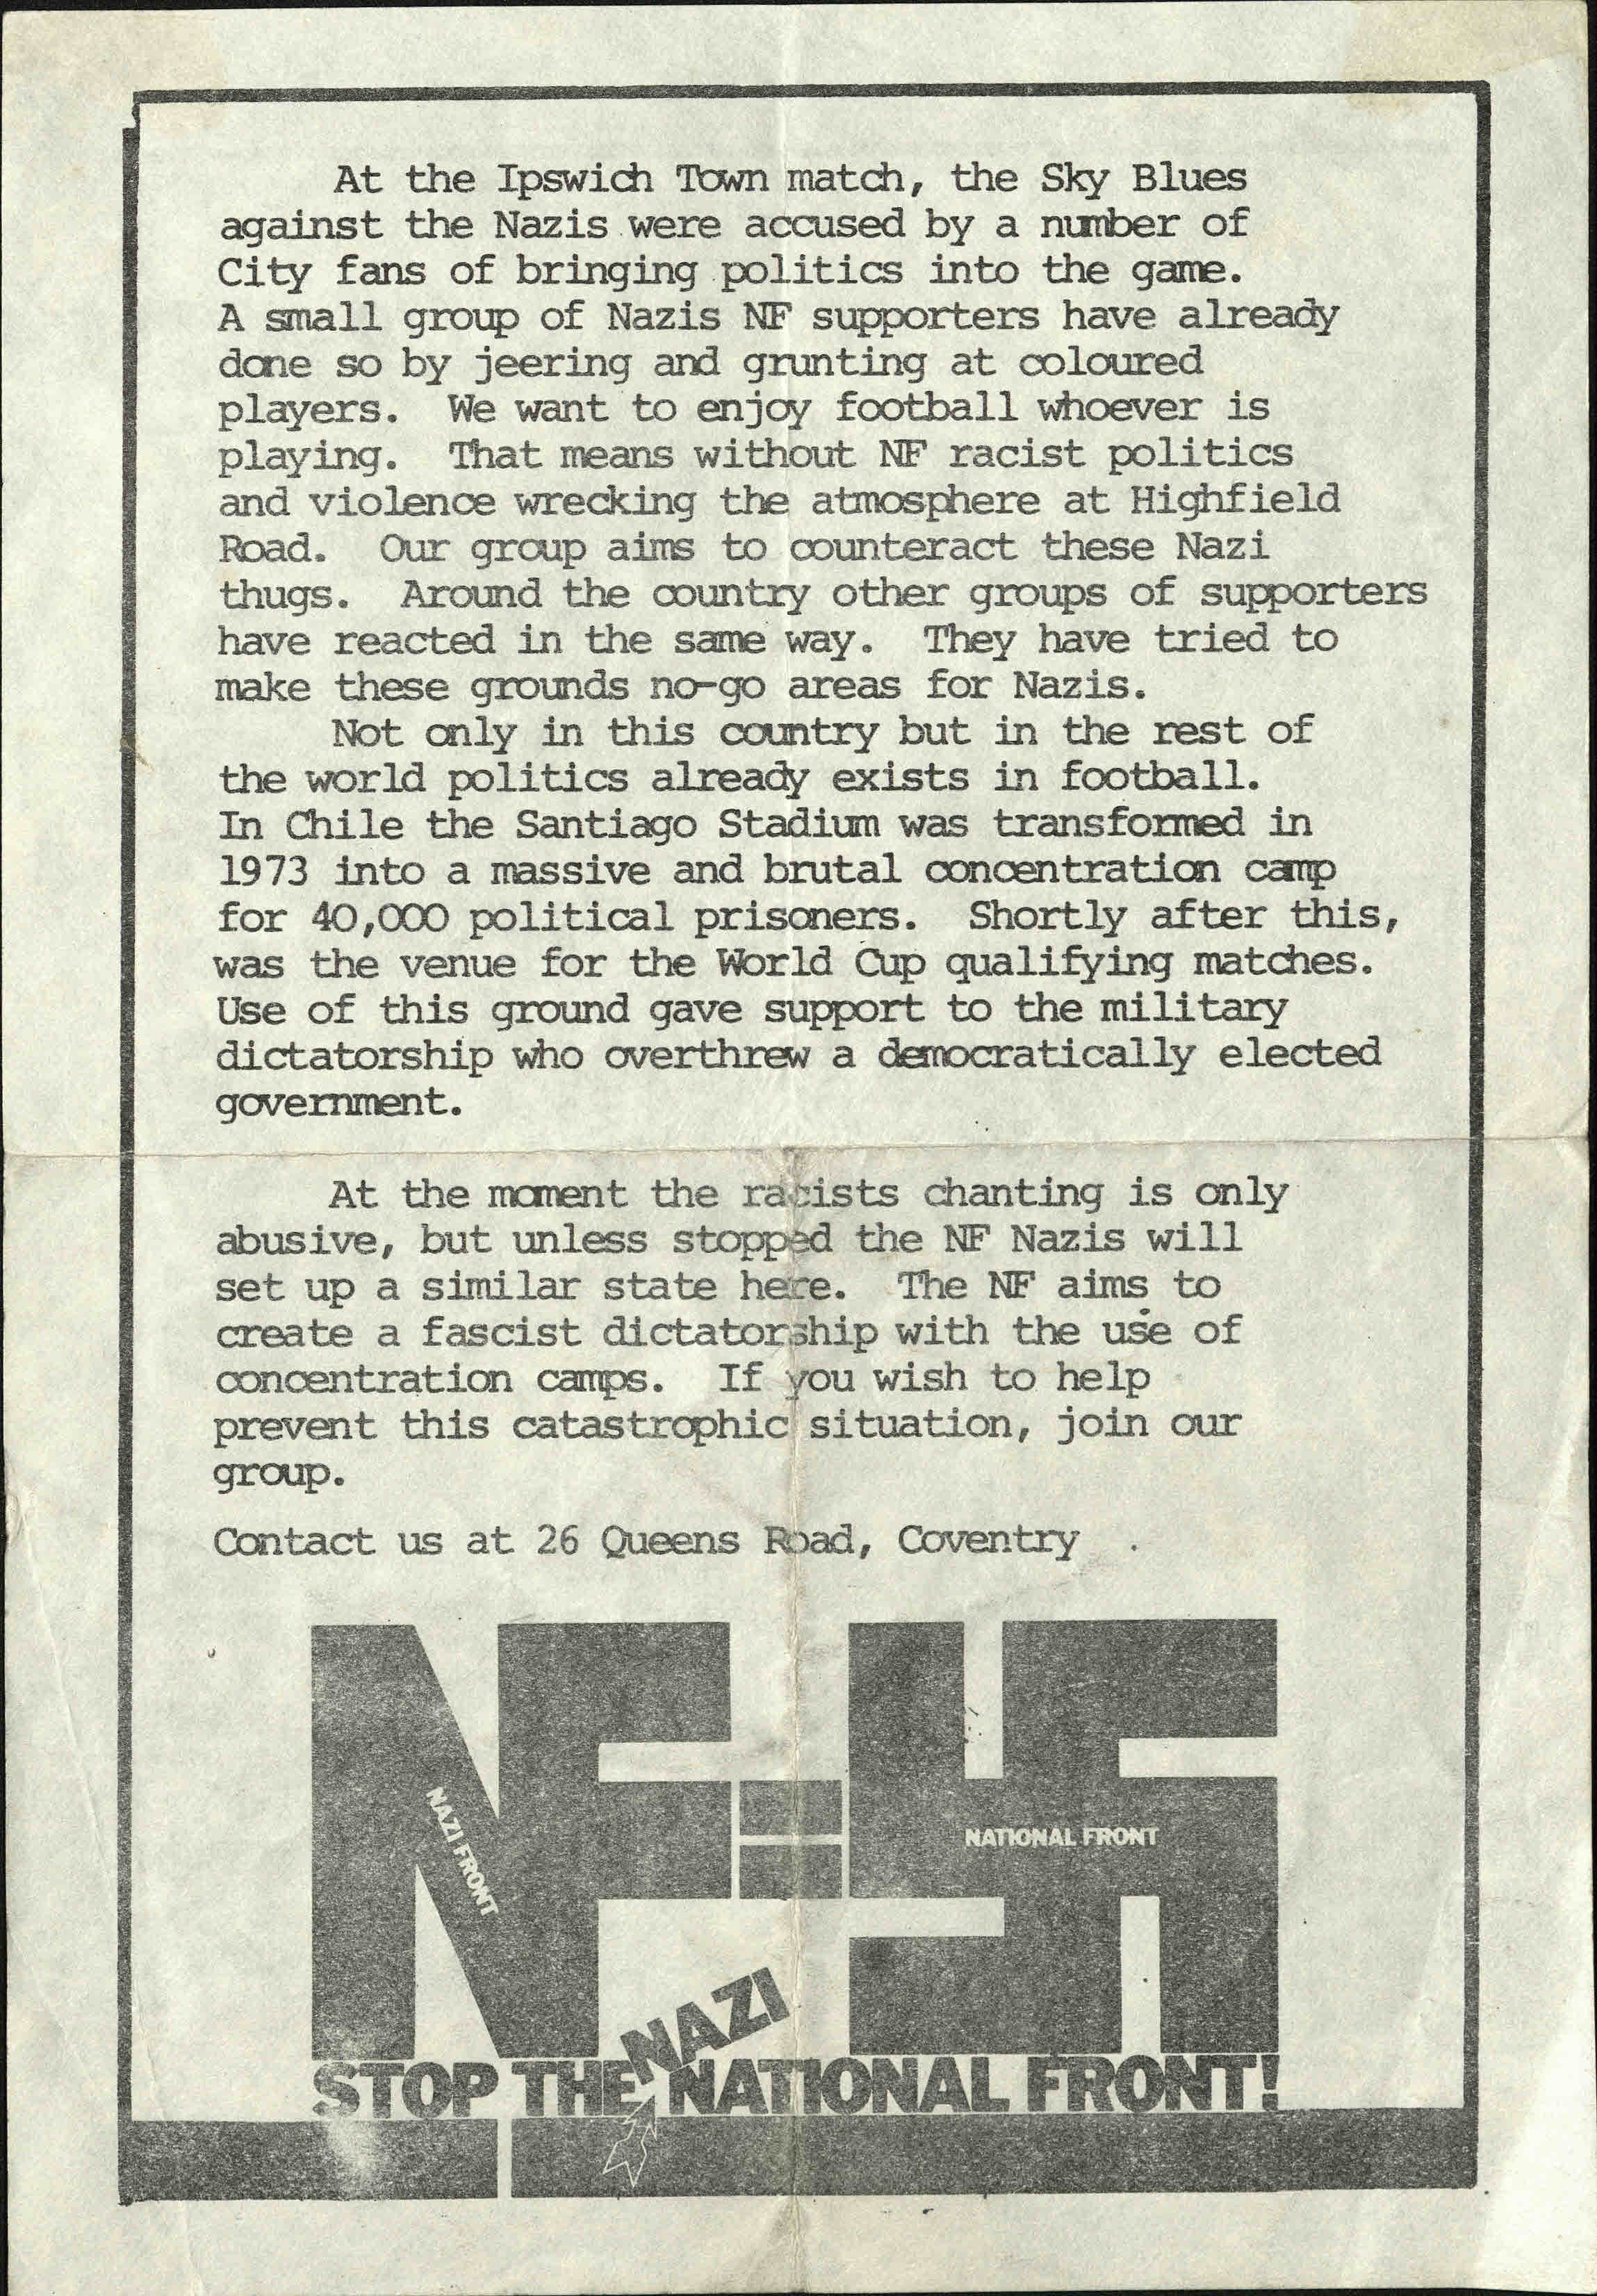 At the Ipswich Town match, the Sky Blues
against the Nazis were accused by a number of
City fans of bringing politics into the game.
A small group of Nazis NF supporters have already
done so by jeering and grunting at coloured
players. We want to enjoy football whoever is
playing. That means without NF racist politics
and violence wrecking the atmosphere at Highfield
Road. Our group aims to counteract these Nazi
thugs. Around the country other groups of supporters
have reacted in the same way. They have tried to
make these grounds no-go areas for Nazis.
Not only in this country but in the rest of
the world politics already exists in football.
In Chile the Santiago Stadium was transformed in
1973 into a massive and brutal concentration camp
for 40,000 political prisoners. Shortly after this,
was the venue for the World Cup qualifying matches.
Use of this ground gave support to the military
dictatorship who overthrew a democratically elected
government.
At the moment the racists chanting is only
abusive, but unless stopped the NF Nazis will
set up a similar state here. The NF aims to
create a fascist dictatorship with the use of
concentration camps. If you wish to help
prevent this catastrophic situation, join our
group.
Contact us at 26 Queens Road, Coventry .
NF
NAZI FRONT
NATIONAL FRONT
NAZI
STOP THE NATIONAL FRONT!